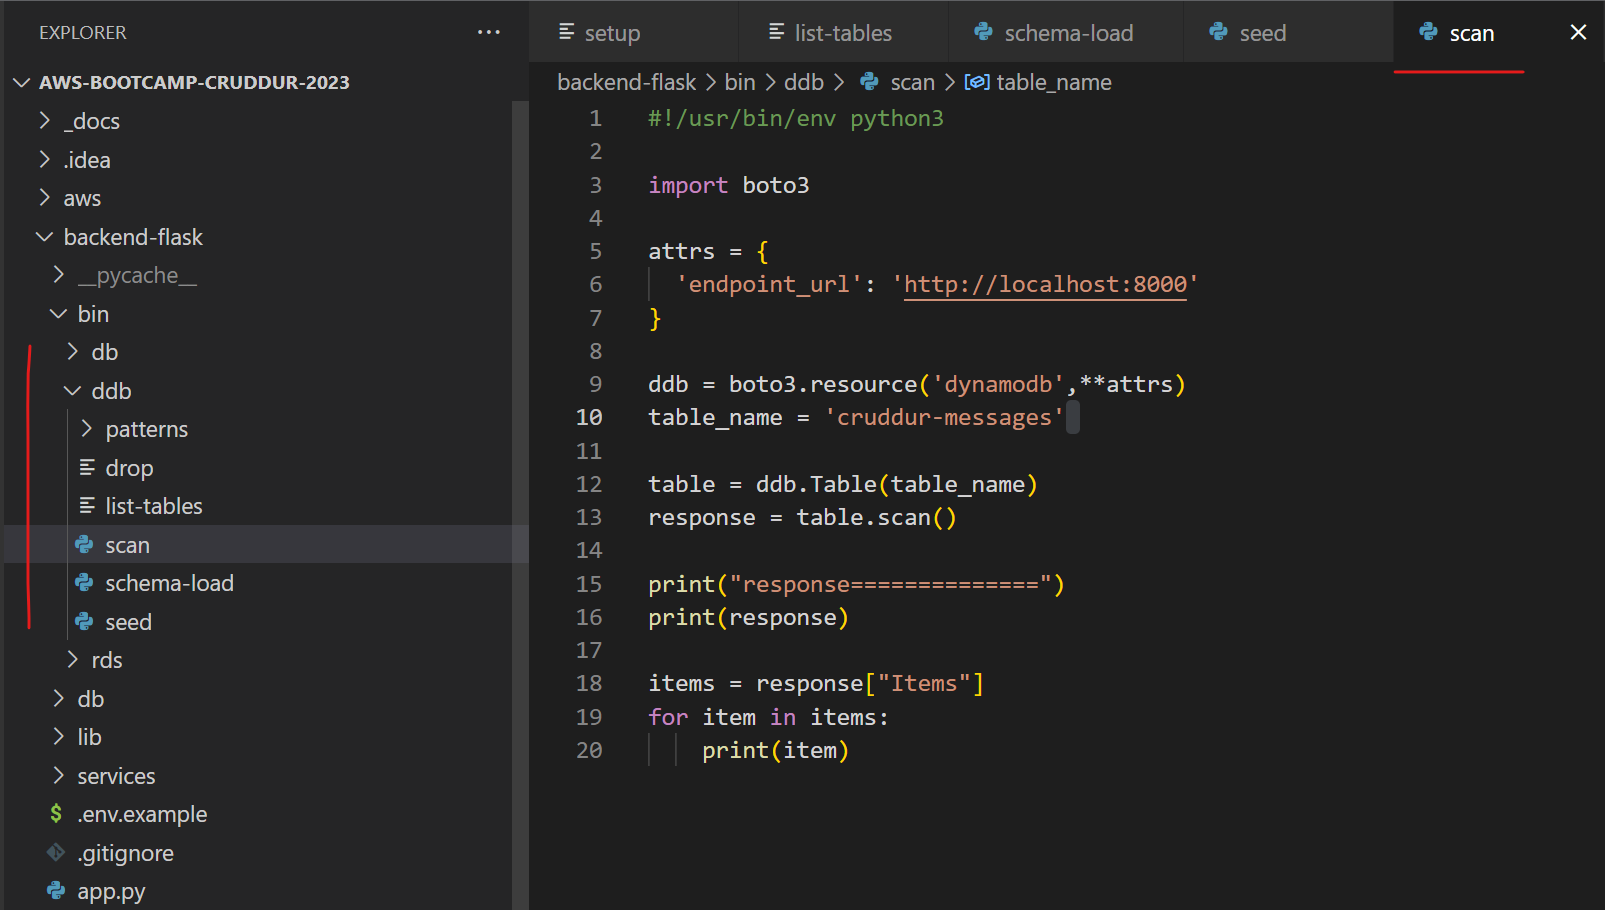 EXPLORER
AWS-BOOTCAMP-CRUDDUR-2023
_docs
.idea
aws
backend-flask
__pycache__
bin
db
ddb
patterns
drop
list-tables
scan
schema-load
seed
rds
db
lib
services
$ .env.example
.gitignore
app.py
setup list-tables schema-load seed scan
backend-flask > bin > ddb > scan > table_name
1 #!/usr/bin/env python3
2
3 import boto3
4
5 attrs = {
6 'endpoint_url': 'http://localhost:8000'
7 }
8
9 ddb = boto3.resource('dynamodb',**attrs)
10 table_name = 'cruddur-messages'
11
12 table = ddb.Table(table_name)
13 response = table.scan()
14
15 print("response==============")
16 print(response)
17
18 items = response["Items"]
19 for item in items:
20 print(item)